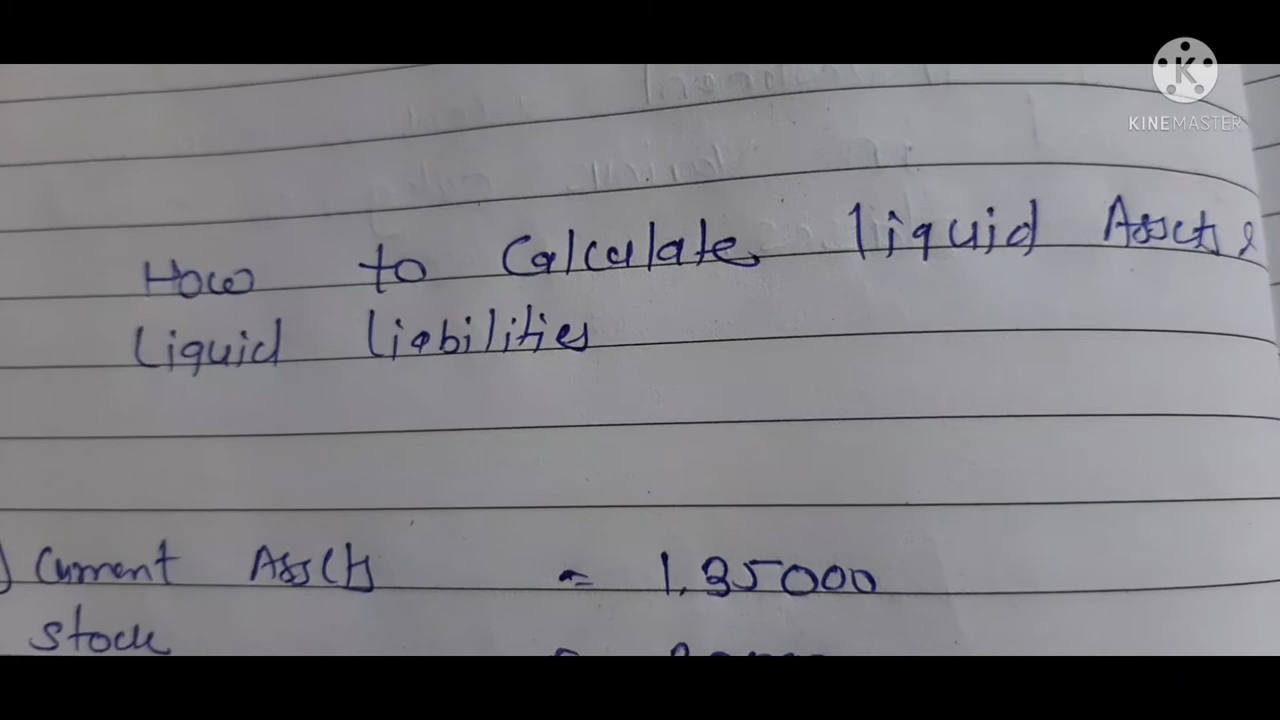 KINEMASTER
How to Calculate liquid Assets &
liquid liabilities
Current Assets = 1,35000
stock =